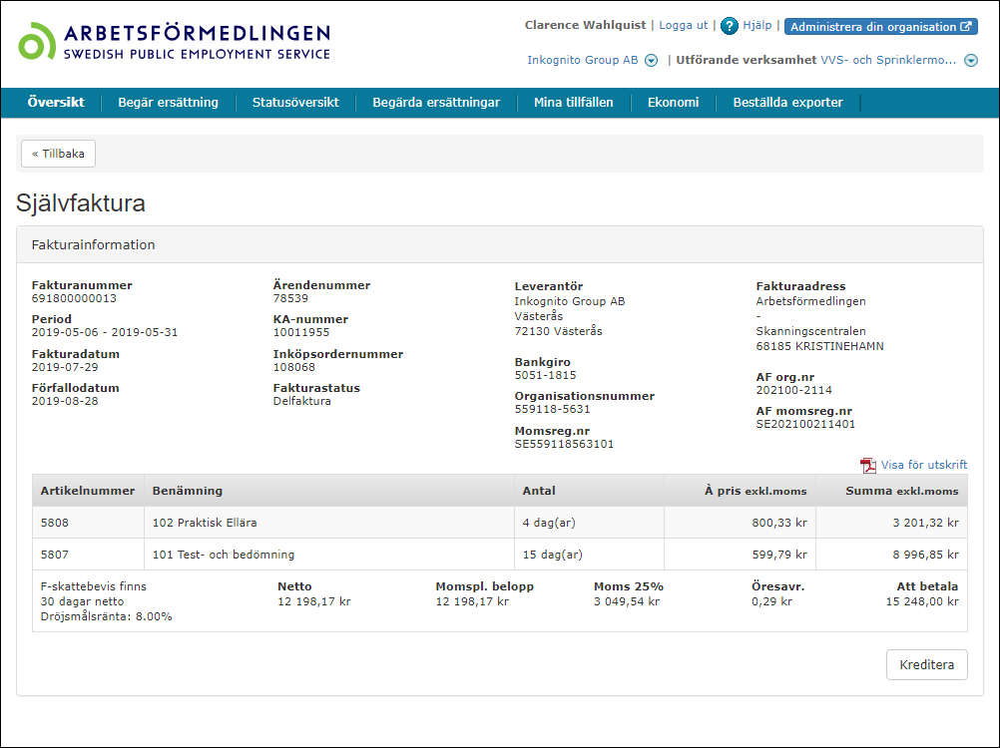 ARBETSFÖRMEDLINGEN
SWEDISH PUBLIC EMPLOYMENT SERVICE
Clarence Wahlquist | Logga ut | ? Hjälp | Administrera din organisation
Inkognito Group AB | Utförande verksamhet VVS- och Sprinklermo...
Översikt Begär ersättning Statusöversikt Begärda ersättningar Mina tillfällen Ekonomi Beställda exporter
« Tillbaka
Självfaktura
Fakturainformation
Fakturanummer
691800000013
Period
2019-05-06 - 2019-05-31
Fakturadatum
2019-07-29
Förfallodatum
2019-08-28
Ärendenummer
78539
KA-nummer
10011955
Inköpsordernummer
108068
Fakturastatus
Delfaktura
Leverantör
Inkognito Group AB
Västerås
72130 Västerås
Bankgiro
5051-1815
Organisationsnummer
559118-5631
Momsreg.nr
SE559118563101
Fakturaadress
Arbetsförmedlingen
-
Skanningscentralen
68185 KRISTINEHAMN
AF org.nr
202100-2114
AF momsreg.nr
SE202100211401
Visa för utskrift
Artikelnummer Benämning Antal À pris exkl.moms Summa exkl.moms
5808 102 Praktisk Ellära 4 dag(ar) 800,33 kr 3 201,32 kr
5807 101 Test- och bedömning 15 dag(ar) 599,79 kr 8 996,85 kr
F-skattebevis finns Netto Momspl. belopp Moms 25% Öresavr. Att betala
30 dagar netto 12 198,17 kr 12 198,17 kr 3 049,54 kr 0,29 kr 15 248,00 kr
Dröjsmålsränta: 8.00%
Kreditera